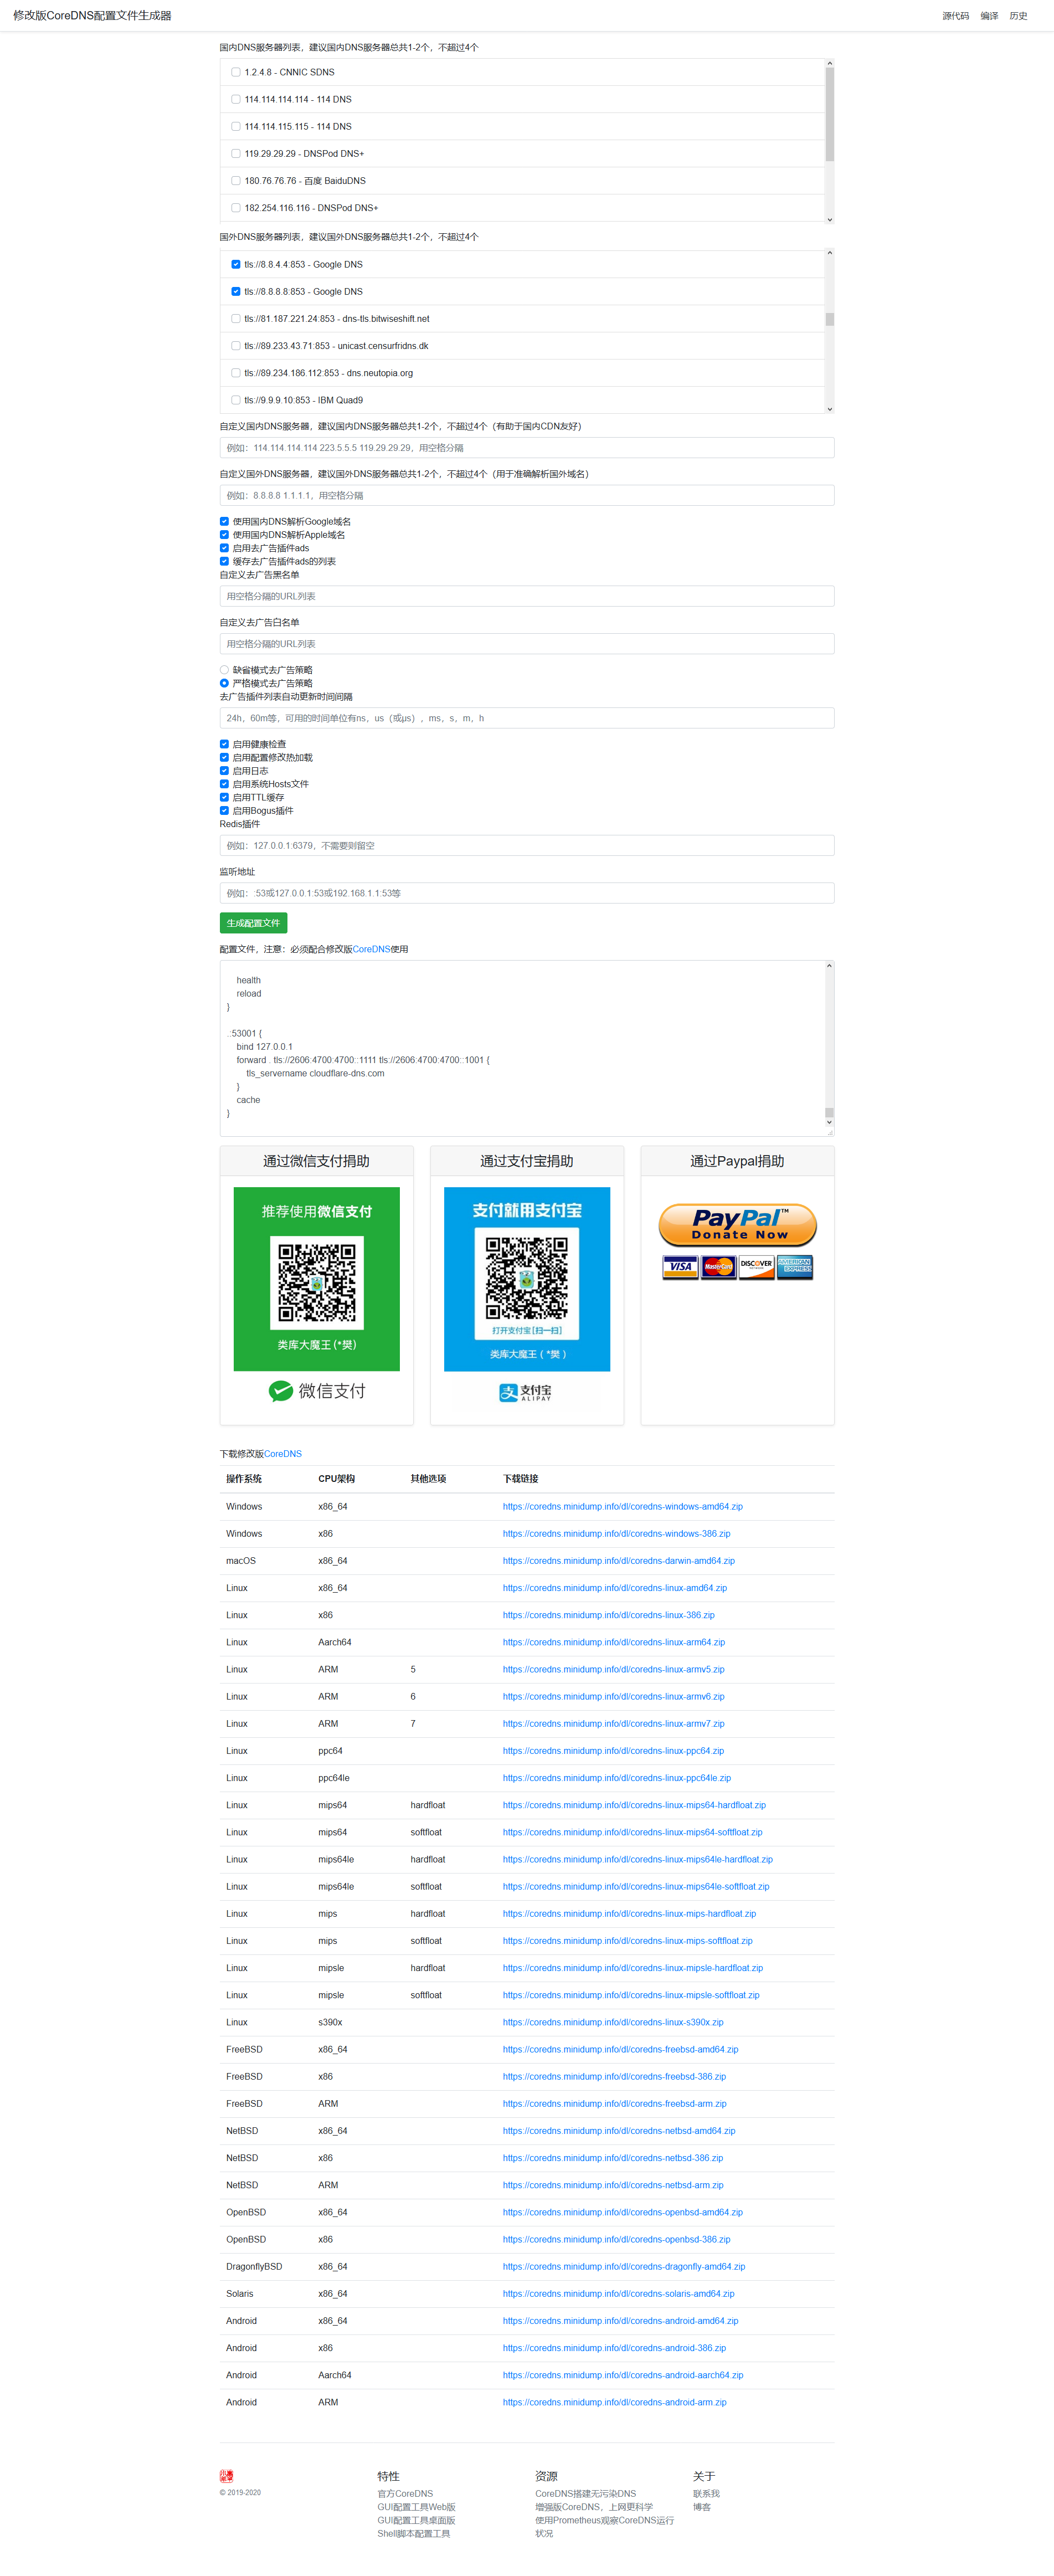 修改版CoreDNS配置文件生成器
源代码 编译 历史
国内DNS服务器列表，建议国内DNS服务器总共1-2个，不超过4个
1.2.4.8 - CNNIC SDNS
114.114.114.114 - 114 DNS
114.114.115.115 - 114 DNS
119.29.29.29 - DNSPod DNS+
180.76.76.76 - 百度 BaiduDNS
182.254.116.116 - DNSPod DNS+
国外DNS服务器列表，建议国外DNS服务器总共1-2个，不超过4个
tls://8.8.4.4:853 - Google DNS
tls://8.8.8.8:853 - Google DNS
tls://81.187.221.24:853 - dns-tls.bitwiseshift.net
tls://89.233.43.71:853 - unicast.censurfridns.dk
tls://89.234.186.112:853 - dns.neutopia.org
tls://9.9.9.10:853 - IBM Quad9
自定义国内DNS服务器，建议国内DNS服务器总共1-2个，不超过4个（有助于国内CDN友好）
例如：114.114.114.114 223.5.5.5 119.29.29.29，用空格分隔
自定义国外DNS服务器，建议国外DNS服务器总共1-2个，不超过4个（用于准确解析国外域名）
例如：8.8.8.8 1.1.1.1，用空格分隔
使用国内DNS解析Google域名
使用国内DNS解析Apple域名
启用去广告插件ads
缓存去广告插件ads的列表
自定义去广告黑名单
用空格分隔的URL列表
自定义去广告白名单
用空格分隔的URL列表
缺省模式去广告策略
严格模式去广告策略
去广告插件列表自动更新时间间隔
24h，60m等，可用的时间单位有ns，us（或µs），ms，s，m，h
启用健康检查
启用配置修改热加载
启用日志
启用系统Hosts文件
启用TTL缓存
启用Bogus插件
Redis插件
例如：127.0.0.1:6379，不需要则留空
监听地址
例如：:53或127.0.0.1:53或192.168.1.1:53等
生成配置文件
配置文件，注意：必须配合修改版CoreDNS使用
health
reload
}
.:53001 {
bind 127.0.0.1
forward . tls://2606:4700:4700::1111 tls://2606:4700:4700::1001 {
tls_servername cloudflare-dns.com
}
cache
}
通过微信支付捐助
推荐使用微信支付
类库大魔王(*樊)
微信支付
通过支付宝捐助
支付就用支付宝
打开支付宝[扫一扫]
类库大魔王（*樊）
支 支付宝
ALIPAY
通过Paypal捐助
PayPal™
Donate Now
VISA MasterCard DISCOVER AMERICAN EXPRESS
下载修改版CoreDNS
操作系统 CPU架构 其他选项 下载链接
Windows x86_64 https://coredns.minidump.info/dl/coredns-windows-amd64.zip
Windows x86 https://coredns.minidump.info/dl/coredns-windows-386.zip
macOS x86_64 https://coredns.minidump.info/dl/coredns-darwin-amd64.zip
Linux x86_64 https://coredns.minidump.info/dl/coredns-linux-amd64.zip
Linux x86 https://coredns.minidump.info/dl/coredns-linux-386.zip
Linux Aarch64 https://coredns.minidump.info/dl/coredns-linux-arm64.zip
Linux ARM 5 https://coredns.minidump.info/dl/coredns-linux-armv5.zip
Linux ARM 6 https://coredns.minidump.info/dl/coredns-linux-armv6.zip
Linux ARM 7 https://coredns.minidump.info/dl/coredns-linux-armv7.zip
Linux ppc64 https://coredns.minidump.info/dl/coredns-linux-ppc64.zip
Linux ppc64le https://coredns.minidump.info/dl/coredns-linux-ppc64le.zip
Linux mips64 hardfloat https://coredns.minidump.info/dl/coredns-linux-mips64-hardfloat.zip
Linux mips64 softfloat https://coredns.minidump.info/dl/coredns-linux-mips64-softfloat.zip
Linux mips64le hardfloat https://coredns.minidump.info/dl/coredns-linux-mips64le-hardfloat.zip
Linux mips64le softfloat https://coredns.minidump.info/dl/coredns-linux-mips64le-softfloat.zip
Linux mips hardfloat https://coredns.minidump.info/dl/coredns-linux-mips-hardfloat.zip
Linux mips softfloat https://coredns.minidump.info/dl/coredns-linux-mips-softfloat.zip
Linux mipsle hardfloat https://coredns.minidump.info/dl/coredns-linux-mipsle-hardfloat.zip
Linux mipsle softfloat https://coredns.minidump.info/dl/coredns-linux-mipsle-softfloat.zip
Linux s390x https://coredns.minidump.info/dl/coredns-linux-s390x.zip
FreeBSD x86_64 https://coredns.minidump.info/dl/coredns-freebsd-amd64.zip
FreeBSD x86 https://coredns.minidump.info/dl/coredns-freebsd-386.zip
FreeBSD ARM https://coredns.minidump.info/dl/coredns-freebsd-arm.zip
NetBSD x86_64 https://coredns.minidump.info/dl/coredns-netbsd-amd64.zip
NetBSD x86 https://coredns.minidump.info/dl/coredns-netbsd-386.zip
NetBSD ARM https://coredns.minidump.info/dl/coredns-netbsd-arm.zip
OpenBSD x86_64 https://coredns.minidump.info/dl/coredns-openbsd-amd64.zip
OpenBSD x86 https://coredns.minidump.info/dl/coredns-openbsd-386.zip
DragonflyBSD x86_64 https://coredns.minidump.info/dl/coredns-dragonfly-amd64.zip
Solaris x86_64 https://coredns.minidump.info/dl/coredns-solaris-amd64.zip
Android x86_64 https://coredns.minidump.info/dl/coredns-android-amd64.zip
Android x86 https://coredns.minidump.info/dl/coredns-android-386.zip
Android Aarch64 https://coredns.minidump.info/dl/coredns-android-aarch64.zip
Android ARM https://coredns.minidump.info/dl/coredns-android-arm.zip
© 2019-2020
特性
官方CoreDNS
GUI配置工具Web版
GUI配置工具桌面版
Shell脚本配置工具
资源
CoreDNS搭建无污染DNS
增强版CoreDNS，上网更科学
使用Prometheus观察CoreDNS运行
状况
关于
联系我
博客